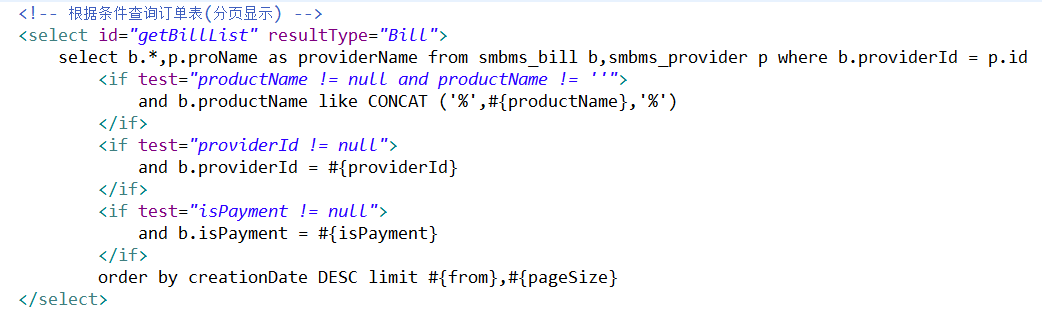 <!-- 根据条件查询订单表(分页显示) -->
<select id="getBillList" resultType="Bill">
select b.*,p.proName as providerName from smbms_bill b,smbms_provider p where b.providerId = p.id
<if test="productName != null and productName != ''">
and b.productName like CONCAT ('%',#{productName},'%')
</if>
<if test="providerId != null">
and b.providerId = #{providerId}
</if>
<if test="isPayment != null">
and b.isPayment = #{isPayment}
</if>
order by creationDate DESC limit #{from},#{pageSize}
</select>